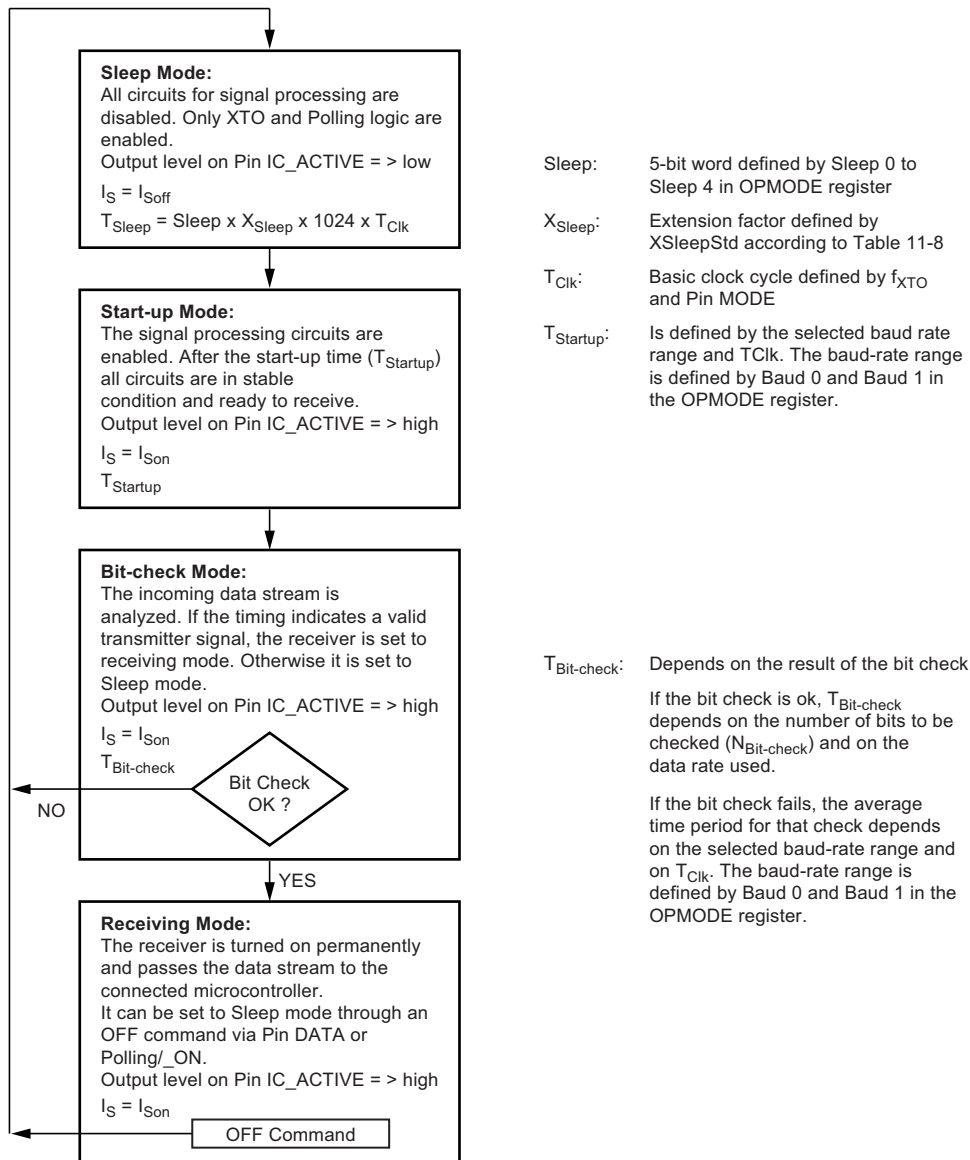 Sleep Mode:
All circuits for signal processing are
disabled. Only XTO and Polling logic are
enabled.
Output level on Pin IC_ACTIVE = > low
IS = ISoff
TSleep = Sleep x XSleep x 1024 x TClk
Start-up Mode:
The signal processing circuits are
enabled. After the start-up time (TStartup)
all circuits are in stable
condition and ready to receive.
Output level on Pin IC_ACTIVE = > high
IS = ISon
TStartup
Bit-check Mode:
The incoming data stream is
analyzed. If the timing indicates a valid
transmitter signal, the receiver is set to
receiving mode. Otherwise it is set to
Sleep mode.
Output level on Pin IC_ACTIVE = > high
IS = ISon
TBit-check
Bit Check
OK ?
NO
YES
Receiving Mode:
The receiver is turned on permanently
and passes the data stream to the
connected microcontroller.
It can be set to Sleep mode through an
OFF command via Pin DATA or
Polling/_ON.
Output level on Pin IC_ACTIVE = > high
IS = ISon
OFF Command
Sleep: 5-bit word defined by Sleep 0 to
Sleep 4 in OPMODE register
XSleep: Extension factor defined by
XSleepStd according to Table 11-8
TClk: Basic clock cycle defined by fXTO
and Pin MODE
TStartup: Is defined by the selected baud rate
range and TClk. The baud-rate range
is defined by Baud 0 and Baud 1 in
the OPMODE register.
TBit-check: Depends on the result of the bit check
If the bit check is ok, TBit-check
depends on the number of bits to be
checked (NBit-check) and on the
data rate used.
If the bit check fails, the average
time period for that check depends
on the selected baud-rate range and
on TClk. The baud-rate range is
defined by Baud 0 and Baud 1 in the
OPMODE register.